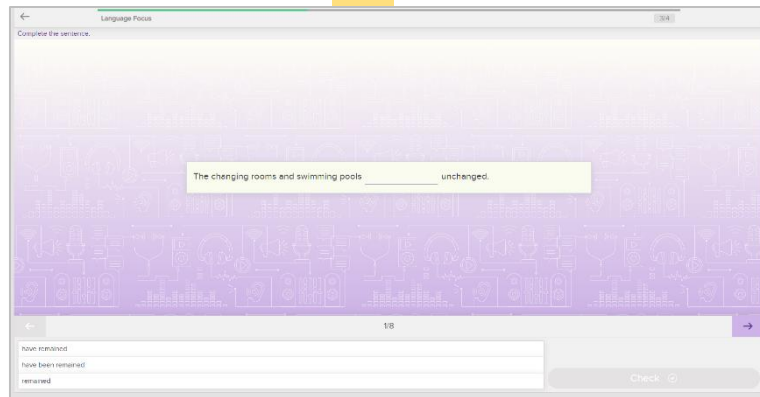 Language Focus
3/4
Complete the sentence.
The changing rooms and swimming pools ____________ unchanged.
1/8
have remained
have been remained
remained
Check